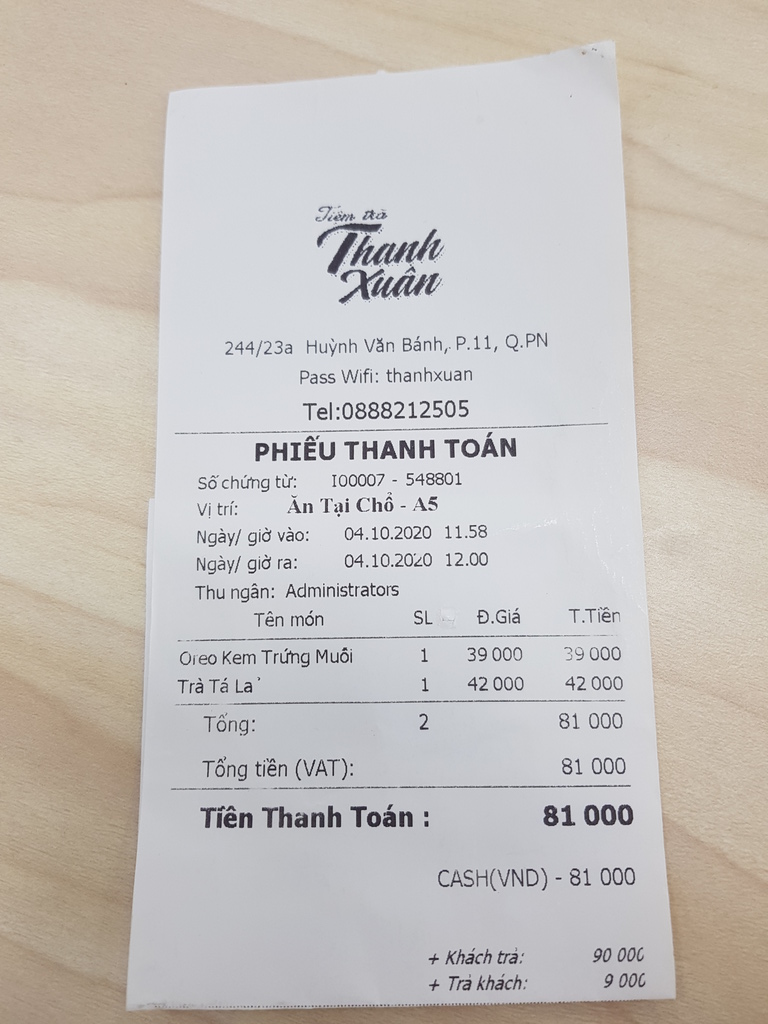 Tiệm trà
Thanh
Xuân
244/23a Huỳnh Văn Bánh, P.11, Q.PN
Pass Wifi: thanhxuan
Tel:0888212505
PHIẾU THANH TOÁN
Số chứng từ: I00007 - 548801
Vị trí: Ăn Tại Chổ - A5
Ngày/ giờ vào: 04.10.2020 11.58
Ngày/ giờ ra: 04.10.2020 12.00
Thu ngân: Administrators
Tên món SL Đ.Giá T.Tiền
Oreo Kem Trứng Muối 1 39 000 39 000
Trà Tá Lả 1 42 000 42 000
Tổng: 2 81 000
Tổng tiền (VAT): 81 000
Tiền Thanh Toán : 81 000
CASH(VND) - 81 000
+ Khách trả: 90 000
+ Trả khách: 9 000